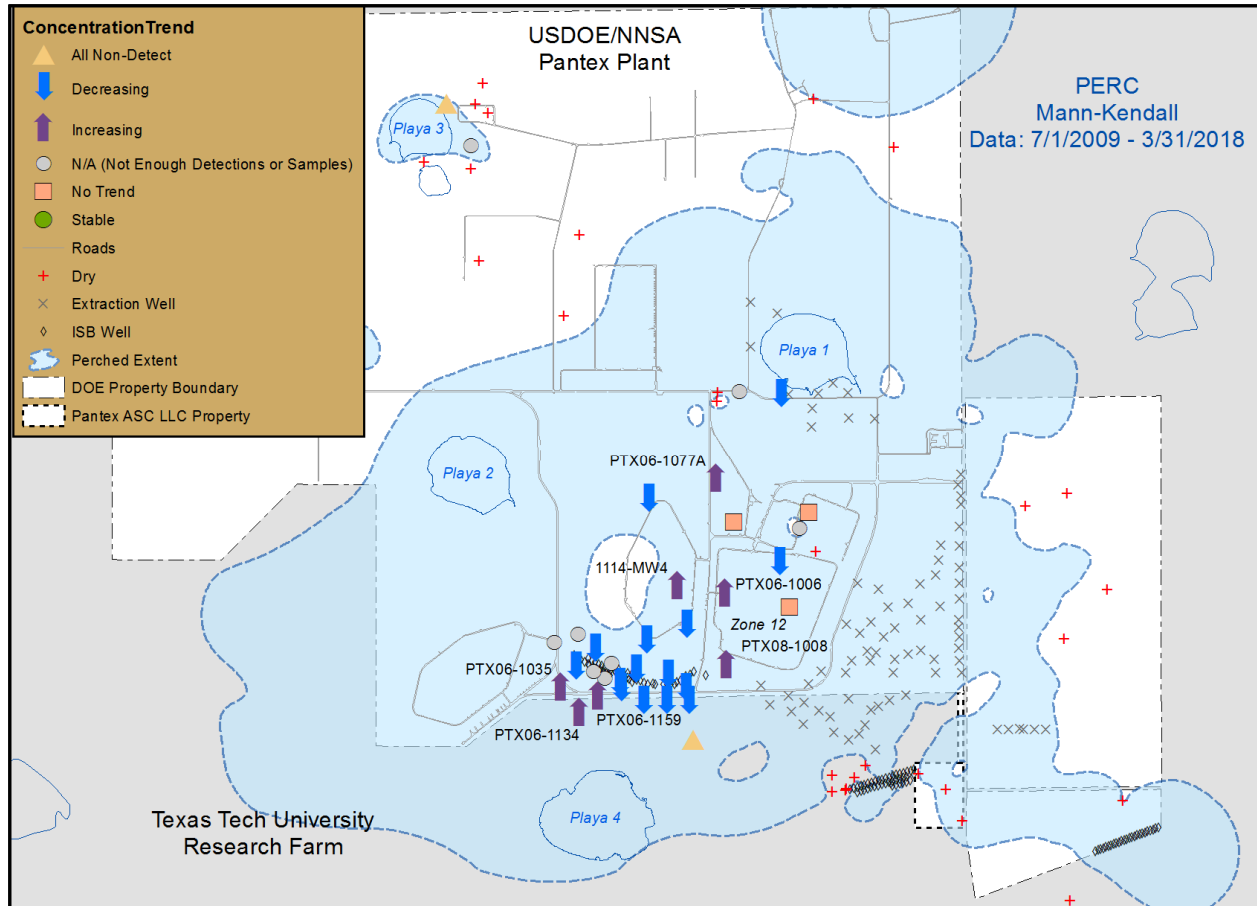 ConcentrationTrend
All Non-Detect
Decreasing
Increasing
N/A (Not Enough Detections or Samples)
No Trend
Stable
Roads
Dry
Extraction Well
ISB Well
Perched Extent
DOE Property Boundary
Pantex ASC LLC Property
USDOE/NNSA
Pantex Plant
PERC
Mann-Kendall
Data: 7/1/2009 - 3/31/2018
Playa 3
Playa 1
Playa 2
PTX06-1077A
1114-MW4
PTX06-1006
Zone 12
PTX08-1008
PTX06-1035
PTX06-1159
PTX06-1134
Playa 4
Texas Tech University
Research Farm